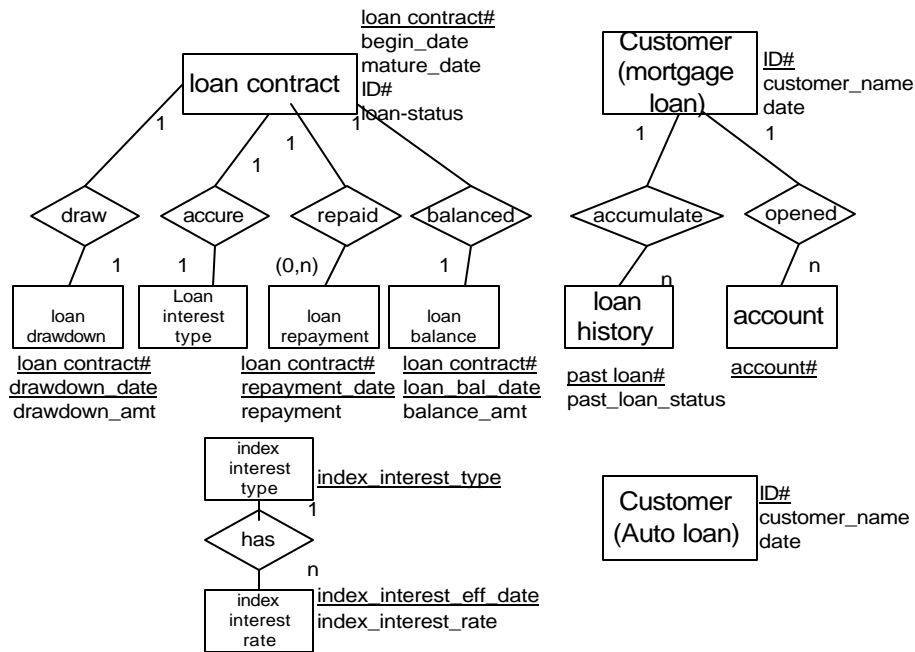 loan contract#
begin_date
mature_date
ID#
loan-status
loan contract
1
1
1
1
draw
accure
repaid
balanced
1
1
(0,n)
1
loan
drawdown
Loan
interest
type
loan
repayment
loan
balance
loan contract#
drawdown_date
drawdown_amt
loan contract#
repayment_date
repayment
loan contract#
loan_bal_date
balance_amt
Customer
(mortgage
loan)
ID#
customer_name
date
1
1
accumulate
opened
n
n
loan
history
account
past loan#
past_loan_status
account#
index
interest
type
index_interest_type
1
has
n
index
interest
rate
index_interest_eff_date
index_interest_rate
Customer
(Auto loan)
ID#
customer_name
date